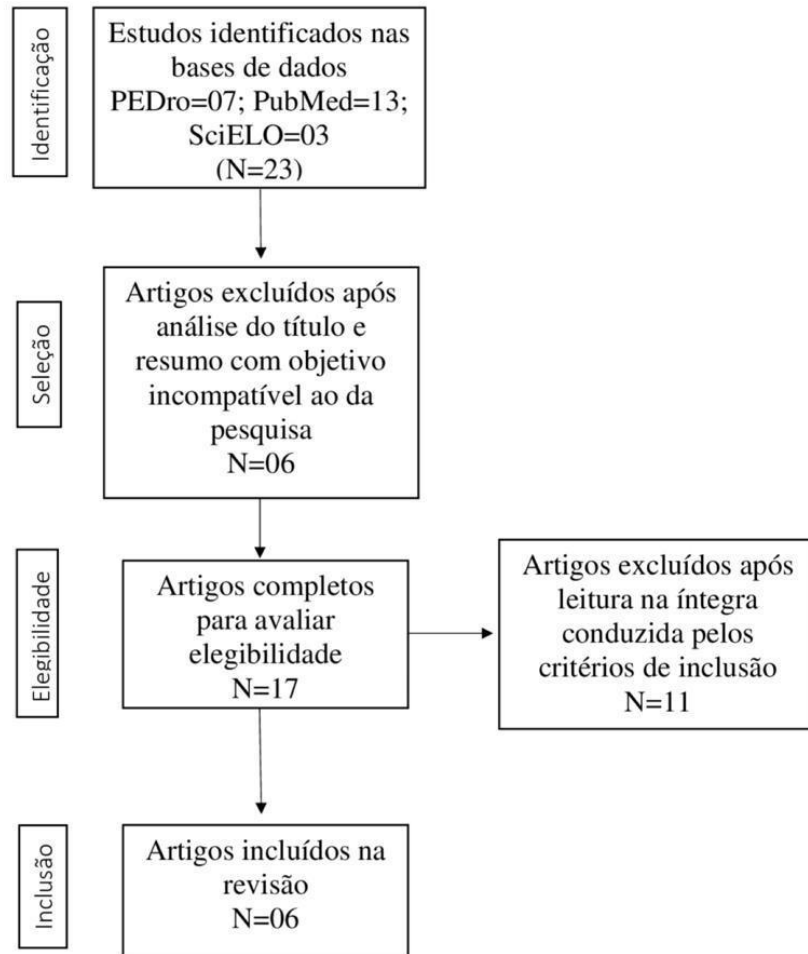 Identificação
Estudos identificados nas
bases de dados
PEDro=07; PubMed=13;
SciELO=03
(N=23)
Seleção
Artigos excluídos após
análise do título e
resumo com objetivo
incompatível ao da
pesquisa
N=06
Elegibilidade
Artigos completos
para avaliar
elegibilidade
N=17
Artigos excluídos após
leitura na íntegra
conduzida pelos
critérios de inclusão
N=11
Inclusão
Artigos incluídos na
revisão
N=06